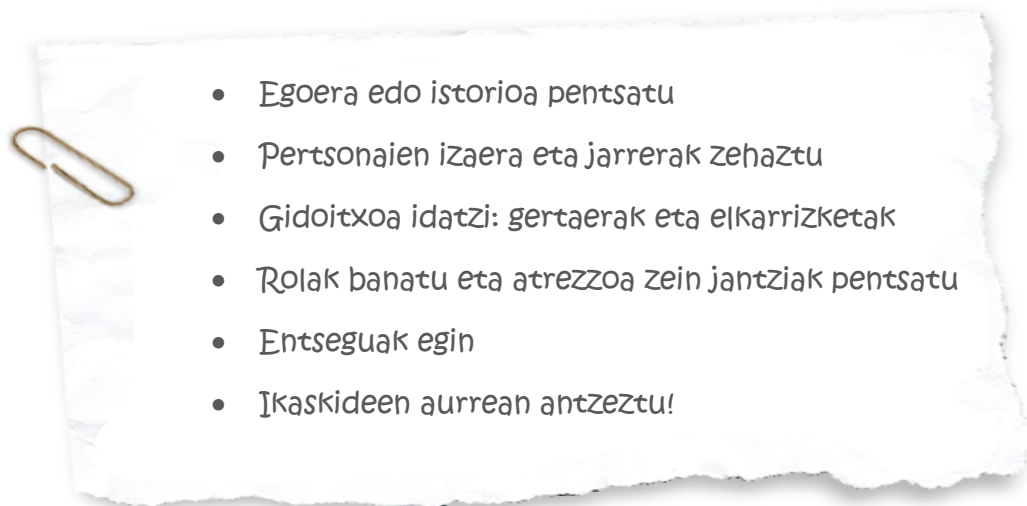 • Egoera edo istorioa pentsatu
• Pertsonaien izaera eta jarrerak zehaztu
• Gidoitxoa idatzi: gertaerak eta elkarrizketak
• Rolak banatu eta atrezzoa zein jantziak pentsatu
• Entseguak egin
• Ikaskideen aurrean antzeztu!